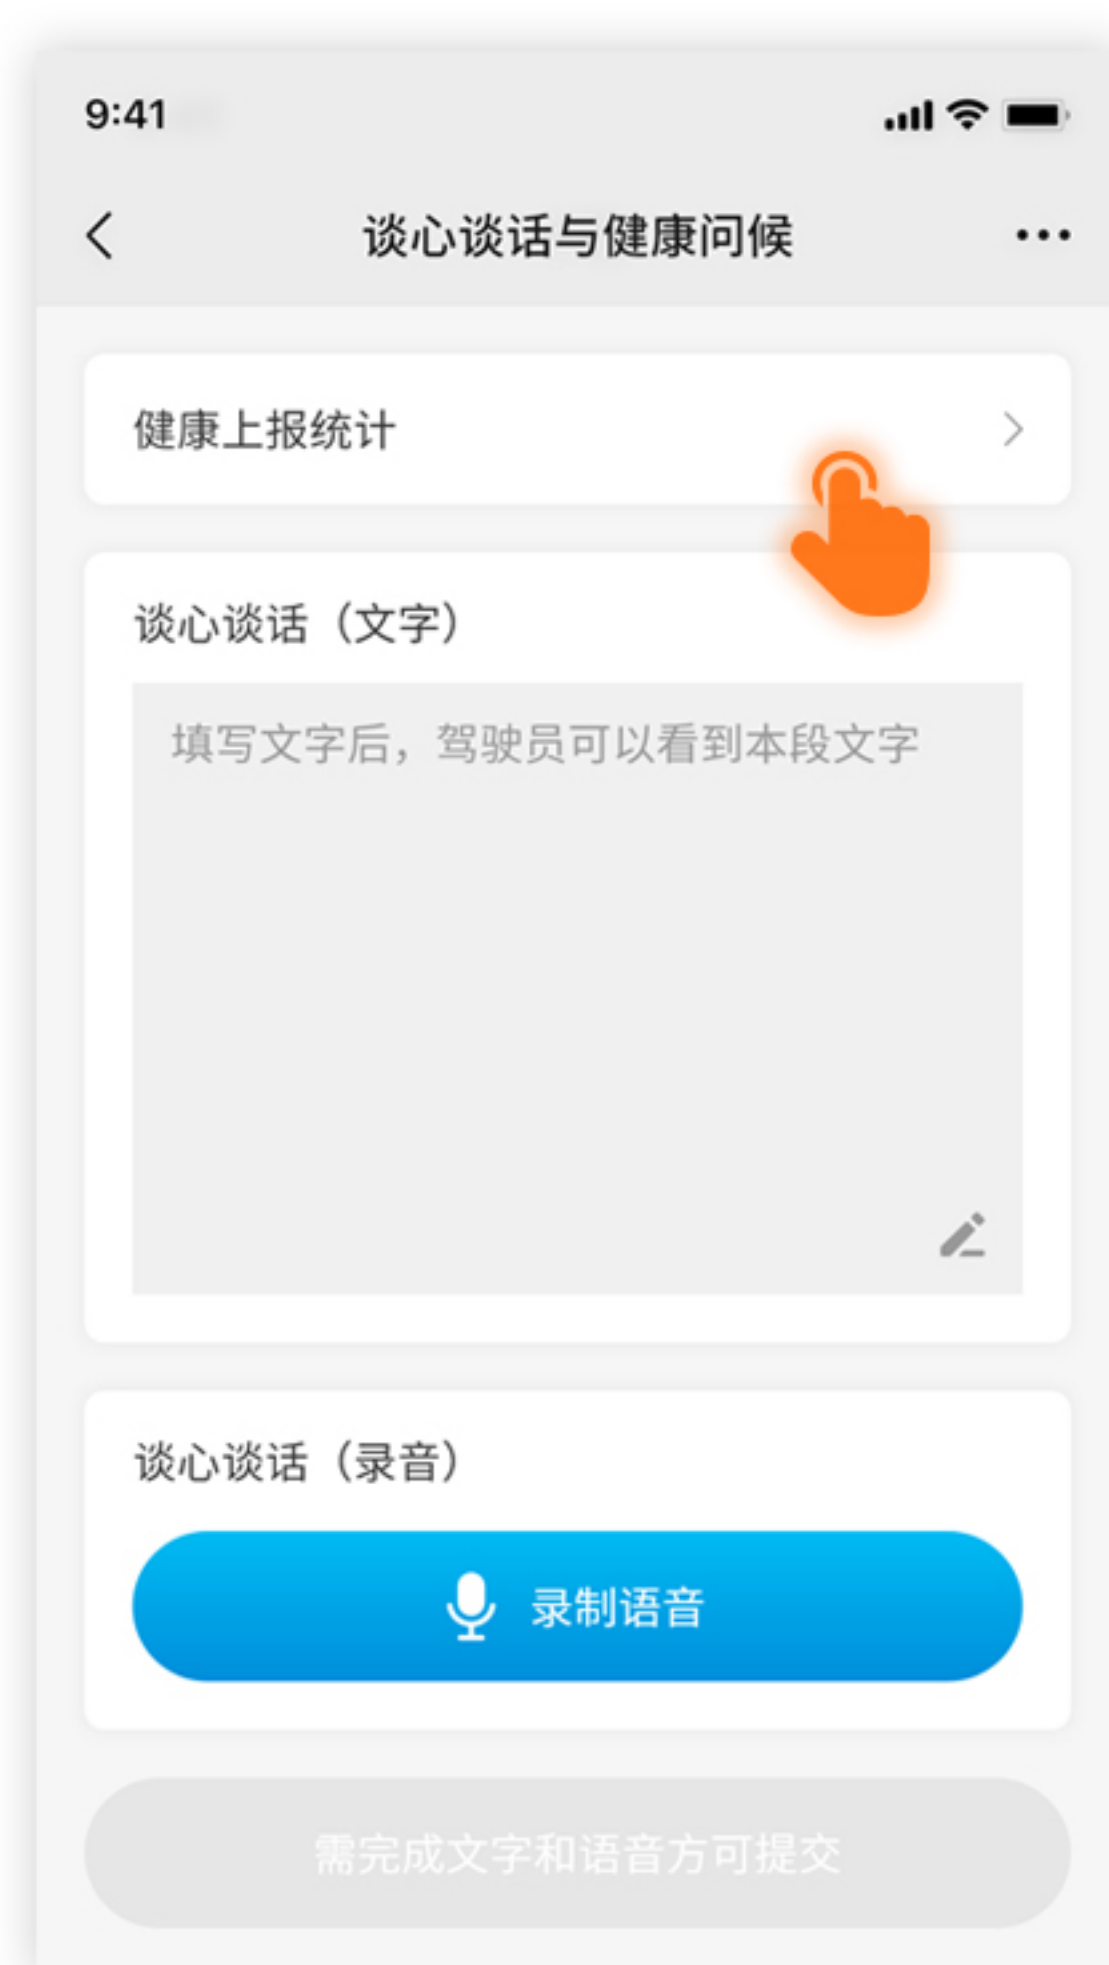 9:41
谈心谈话与健康问候
健康上报统计
谈心谈话（文字）
填写文字后，驾驶员可以看到本段文字
谈心谈话（录音）
录制语音
需完成文字和语音方可提交